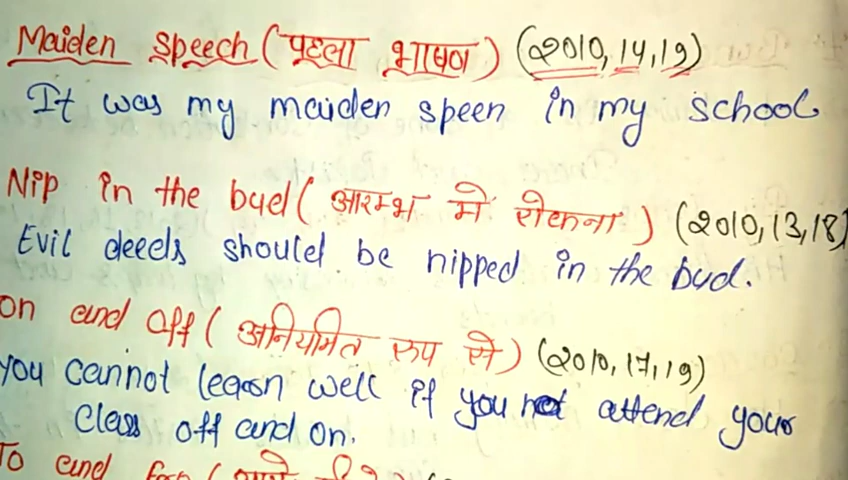 Maiden Speech (पहला भाषण) (2010, 14, 19)
It was my maiden speen in my school
Nip in the bud ( आरम्भ मे रोकना ) (2010, 13, 18)
Evil deeds should be nipped in the bud.
on and off ( अनियमित रुप से ) (2010, 17, 19)
You cannot learn well if you not attend your
class off and on.
To and